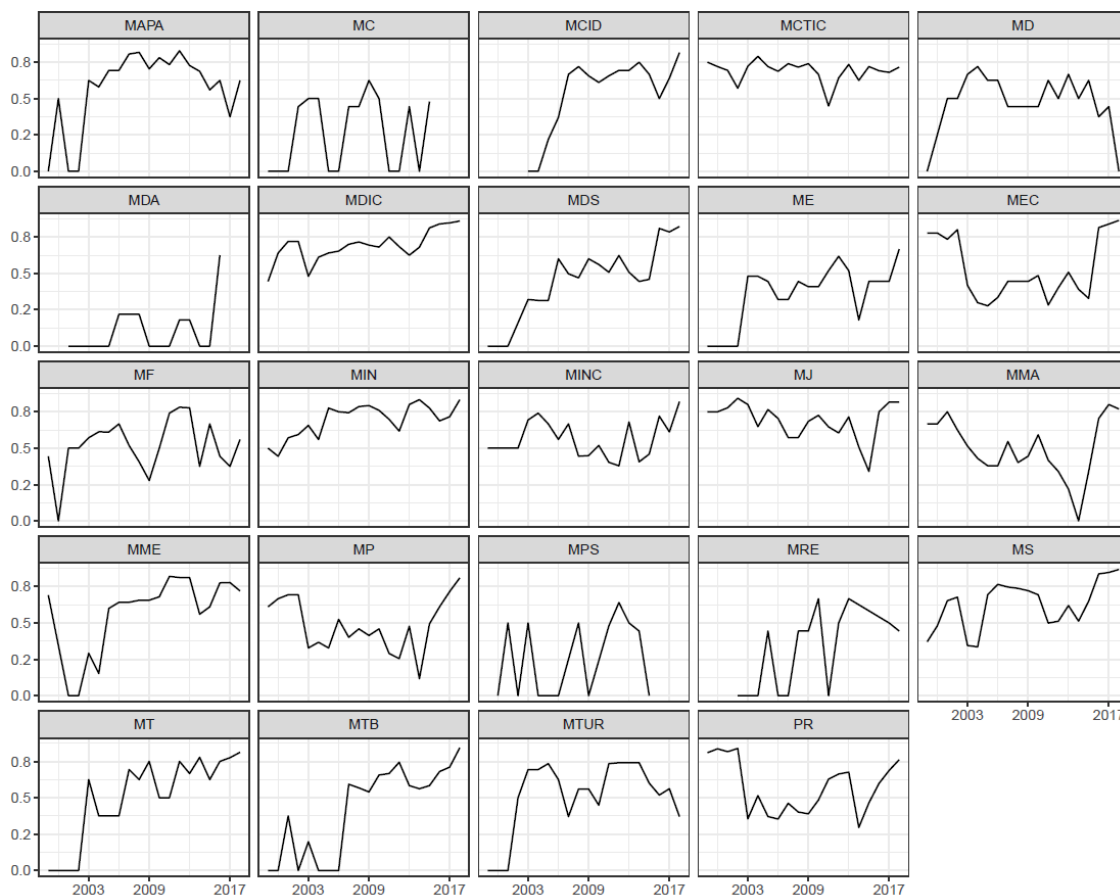 MAPA MC MCID MCTIC MD
0.8
0.5
0.2
0.0
MDA MDIC MDS ME MEC
0.8
0.5
0.2
0.0
MF MIN MINC MJ MMA
0.8
0.5
0.2
0.0
MME MP MPS MRE MS
0.8
0.5
0.2
0.0
2003 2009 2017
MT MTB MTUR PR
0.8
0.5
0.2
0.0
2003 2009 2017 2003 2009 2017 2003 2009 2017 2003 2009 2017